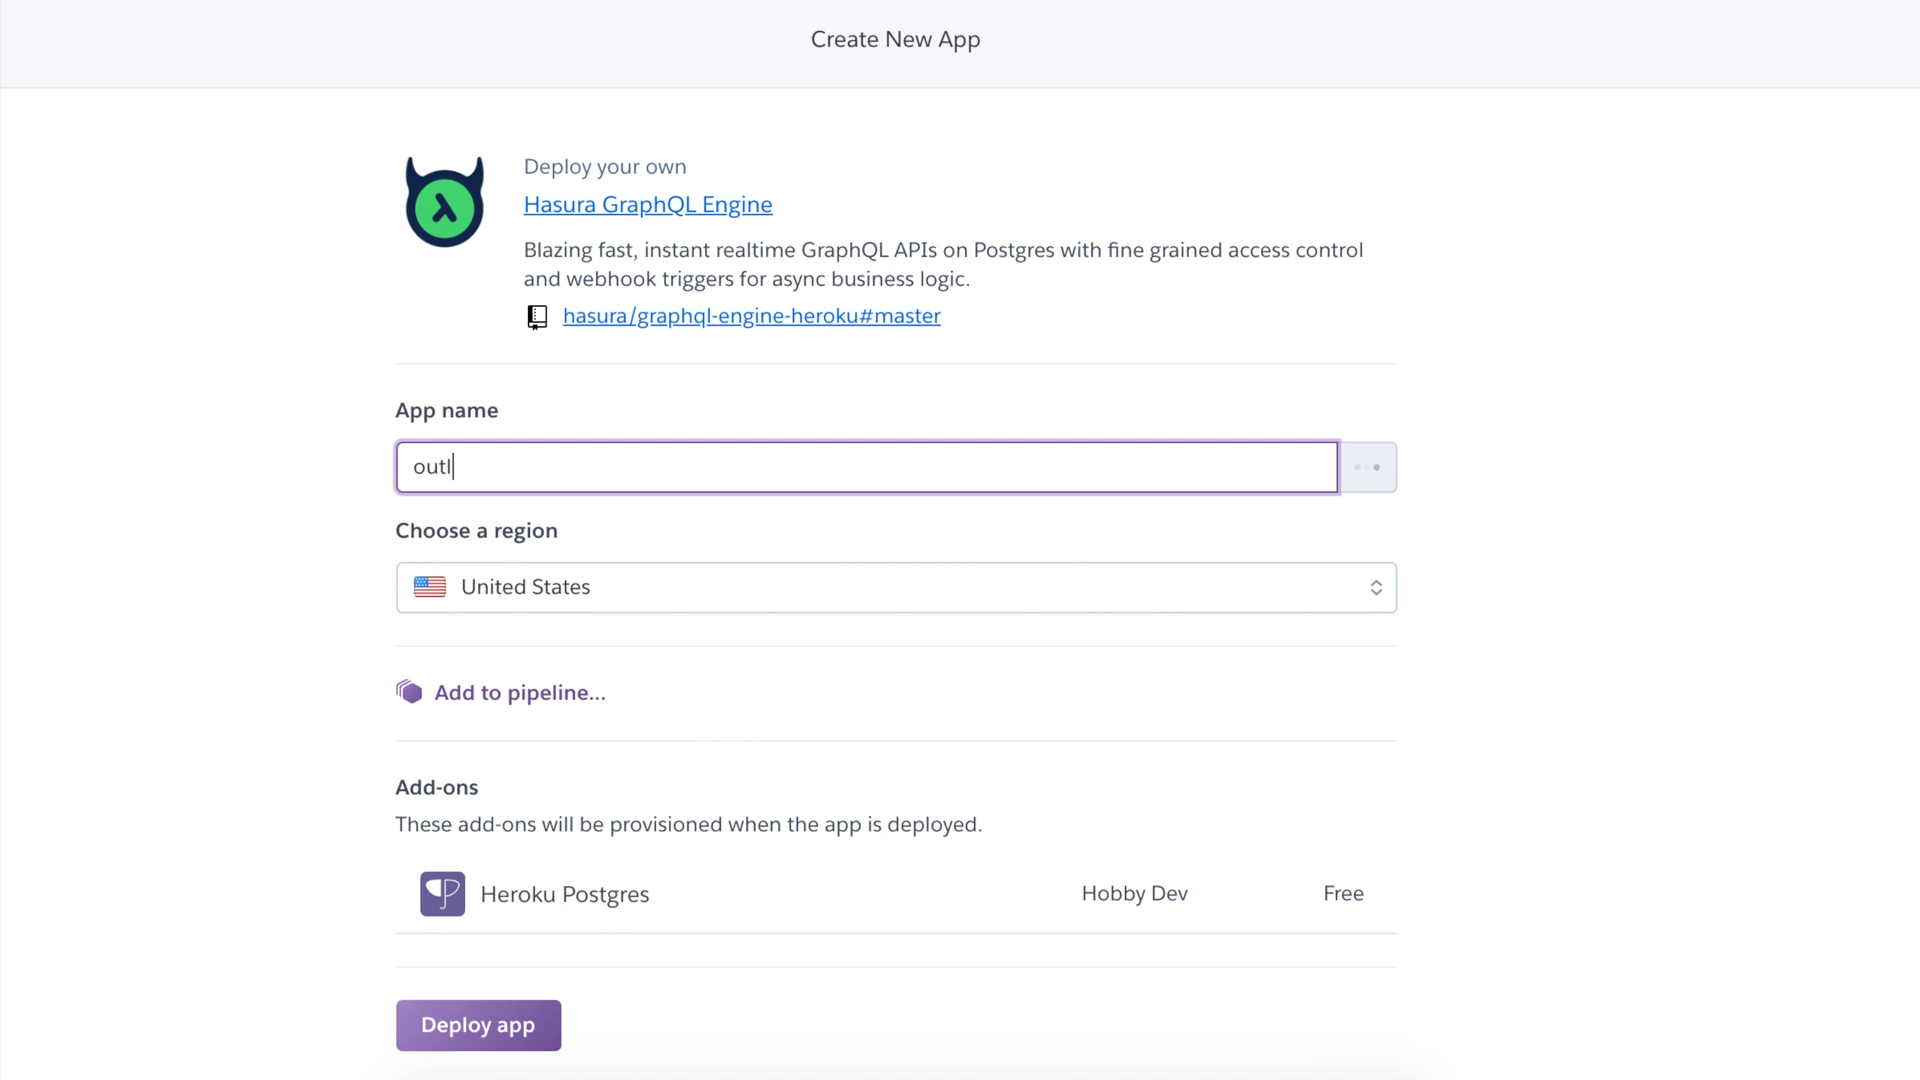 Create New App
Deploy your own
Hasura GraphQL Engine
Blazing fast, instant realtime GraphQL APIs on Postgres with fine grained access control
and webhook triggers for async business logic.
hasura/graphql-engine-heroku#master
App name
outl
Choose a region
United States
Add to pipeline...
Add-ons
These add-ons will be provisioned when the app is deployed.
Heroku Postgres Hobby Dev Free
Deploy app